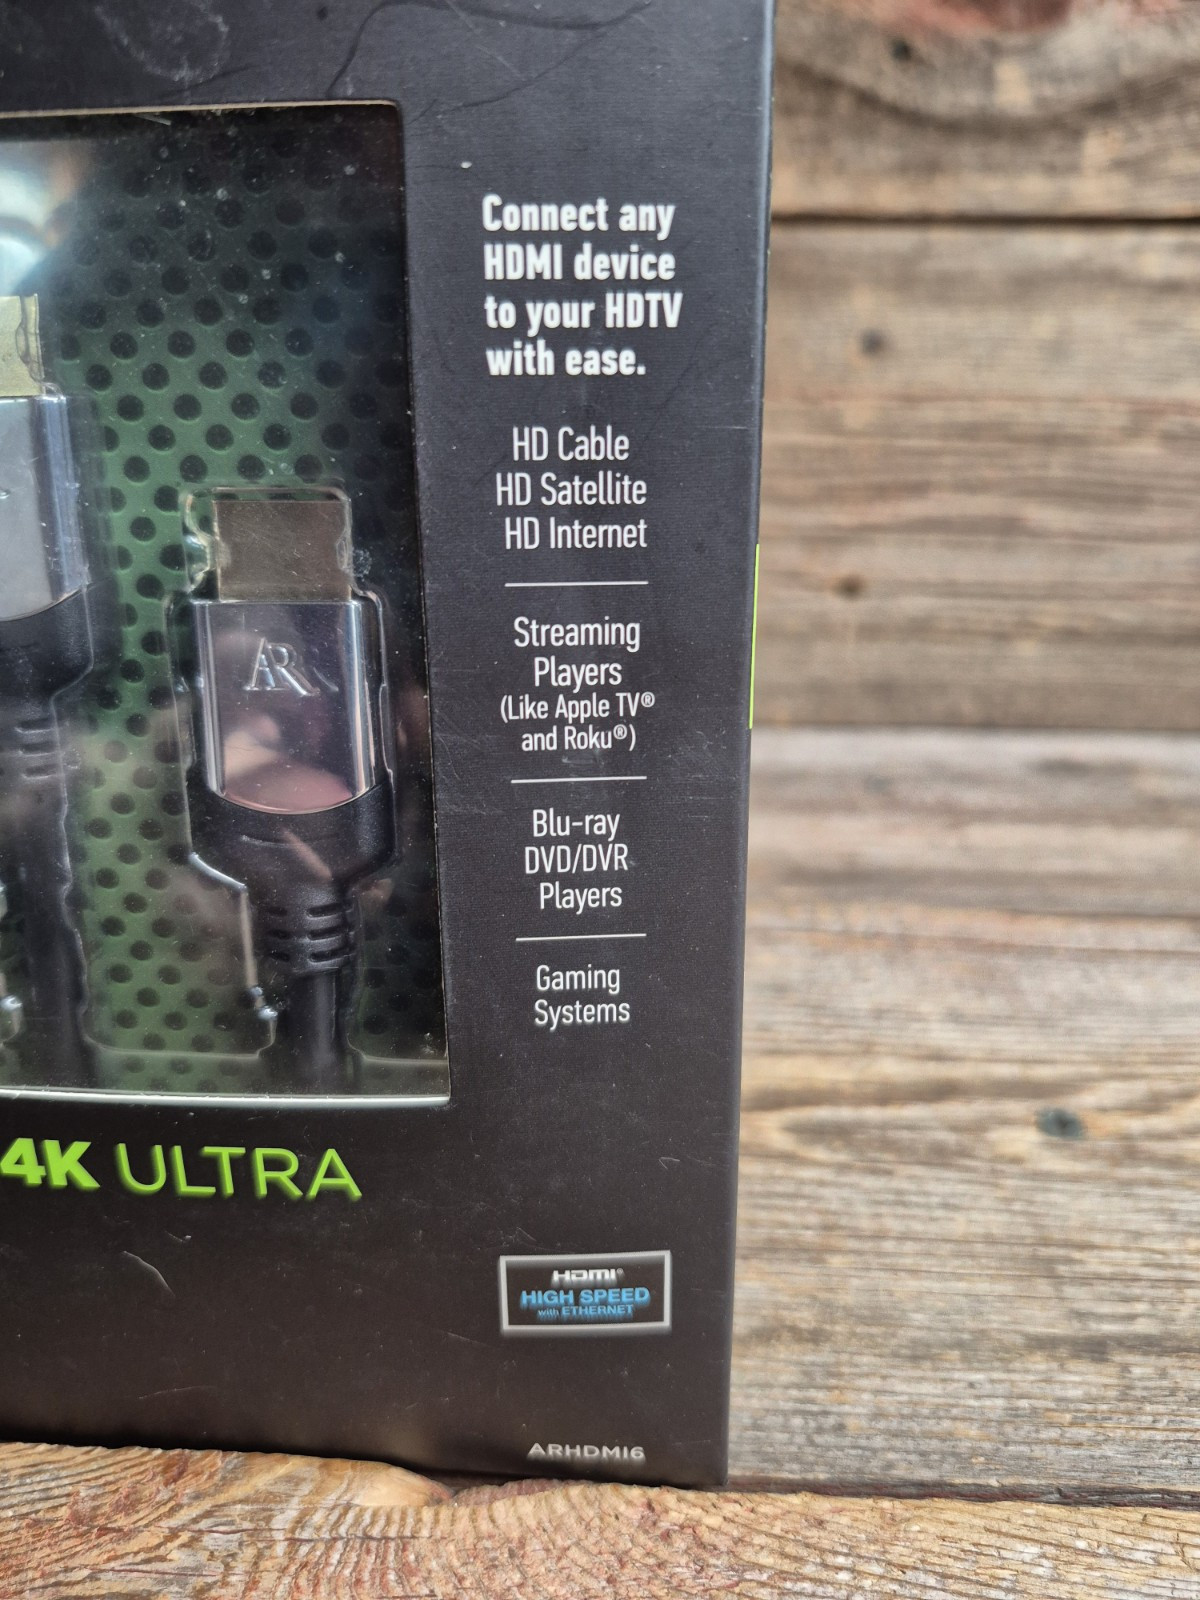 Connect any
HDMI device
to your HDTV
with ease.
HD Cable
HD Satellite
HD Internet
Streaming
Players
(Like Apple TV®
and Roku®)
Blu-ray
DVD/DVR
Players
Gaming
Systems
AR
4K ULTRA
HDMI®
HIGH SPEED
with ETHERNET
ARHDMI6